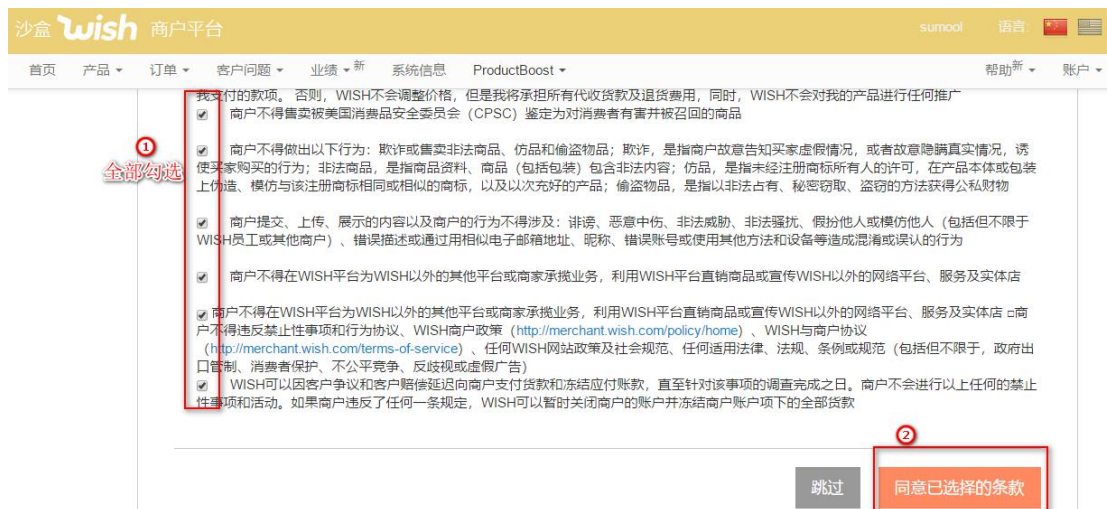 沙盒 wish 商户平台 sumool 语言:
首页 产品 订单 客户问题 业绩 新 系统信息 ProductBoost 帮助新 账户
我支付的款项。 否则，WISH不会调整价格，但是我将承担所有代收货款及退货费用，同时，WISH不会对我的产品进行任何推广
商户不得售卖被美国消费品安全委员会（CPSC）鉴定为对消费者有害并被召回的商品
1
全部勾选
商户不得做出以下行为：欺诈或售卖非法商品、仿品和偷盗物品；欺诈，是指商户故意告知买家虚假情况，或者故意隐瞒真实情况，诱
使买家购买的行为；非法商品，是指商品资料、商品（包括包装）包含非法内容；仿品，是指未经注册商标所有人的许可，在产品本体或包装
上伪造、模仿与该注册商标相同或相似的商标，以及以次充好的产品；偷盗物品，是指以非法占有、秘密窃取、盗窃的方法获得公私财物
商户提交、上传、展示的内容以及商户的行为不得涉及：诽谤、恶意中伤、非法威胁、非法骚扰、假扮他人或模仿他人（包括但不限于
WISH员工或其他商户）、错误描述或通过用相似电子邮箱地址、昵称、错误账号或使用其他方法和设备等造成混淆或误认的行为
商户不得在WISH平台为WISH以外的其他平台或商家承揽业务，利用WISH平台直销商品或宣传WISH以外的网络平台、服务及实体店
商户不得在WISH平台为WISH以外的其他平台或商家承揽业务，利用WISH平台直销商品或宣传WISH以外的网络平台、服务及实体店 □商
户不得违反禁止性事项和行为协议、WISH商户政策（http://merchant.wish.com/policy/home）、WISH与商户协议
（http://merchant.wish.com/terms-of-service）、任何WISH网站政策及社会规范、任何适用法律、法规、条例或规范（包括但不限于，政府出
口管制、消费者保护、不公平竞争、反歧视或虚假广告）
WISH可以因客户争议和客户赔偿延迟向商户支付货款和冻结应付账款，直至针对该事项的调查完成之日。商户不会进行以上任何的禁止
性事项和活动。如果商户违反了任何一条规定，WISH可以暂时关闭商户的账户并冻结商户账户项下的全部货款
2
跳过 同意已选择的条款